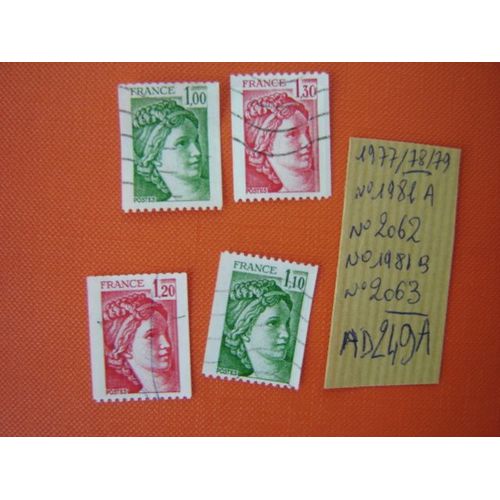 FRANCE
1,00
POSTES
FRANCE
1,30
POSTES
FRANCE
1,20
POSTES
FRANCE
1,10
POSTES
1977/78/79
N° 1981 A
N° 2062
N° 1981 B
N° 2063
AD249A